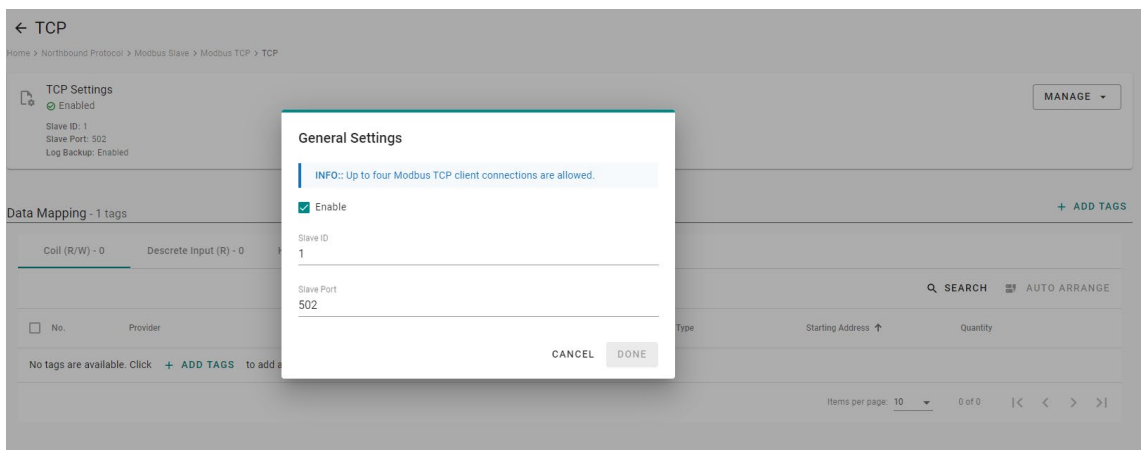 ← TCP
Home > Northbound Protocol > Modbus Slave > Modbus TCP > TCP
TCP Settings
Enabled
Slave ID: 1
Slave Port: 502
Log Backup: Enabled
MANAGE
General Settings
INFO:: Up to four Modbus TCP client connections are allowed.
Enable
Slave ID
1
Slave Port
502
CANCEL DONE
Data Mapping - 1 tags
+ ADD TAGS
Coil (R/W) - 0 Descrete Input (R) - 0
SEARCH AUTO ARRANGE
No. Provider Type Starting Address ↑ Quantity
No tags are available. Click + ADD TAGS to add a
Items per page: 10 0 of 0 |< < > >|